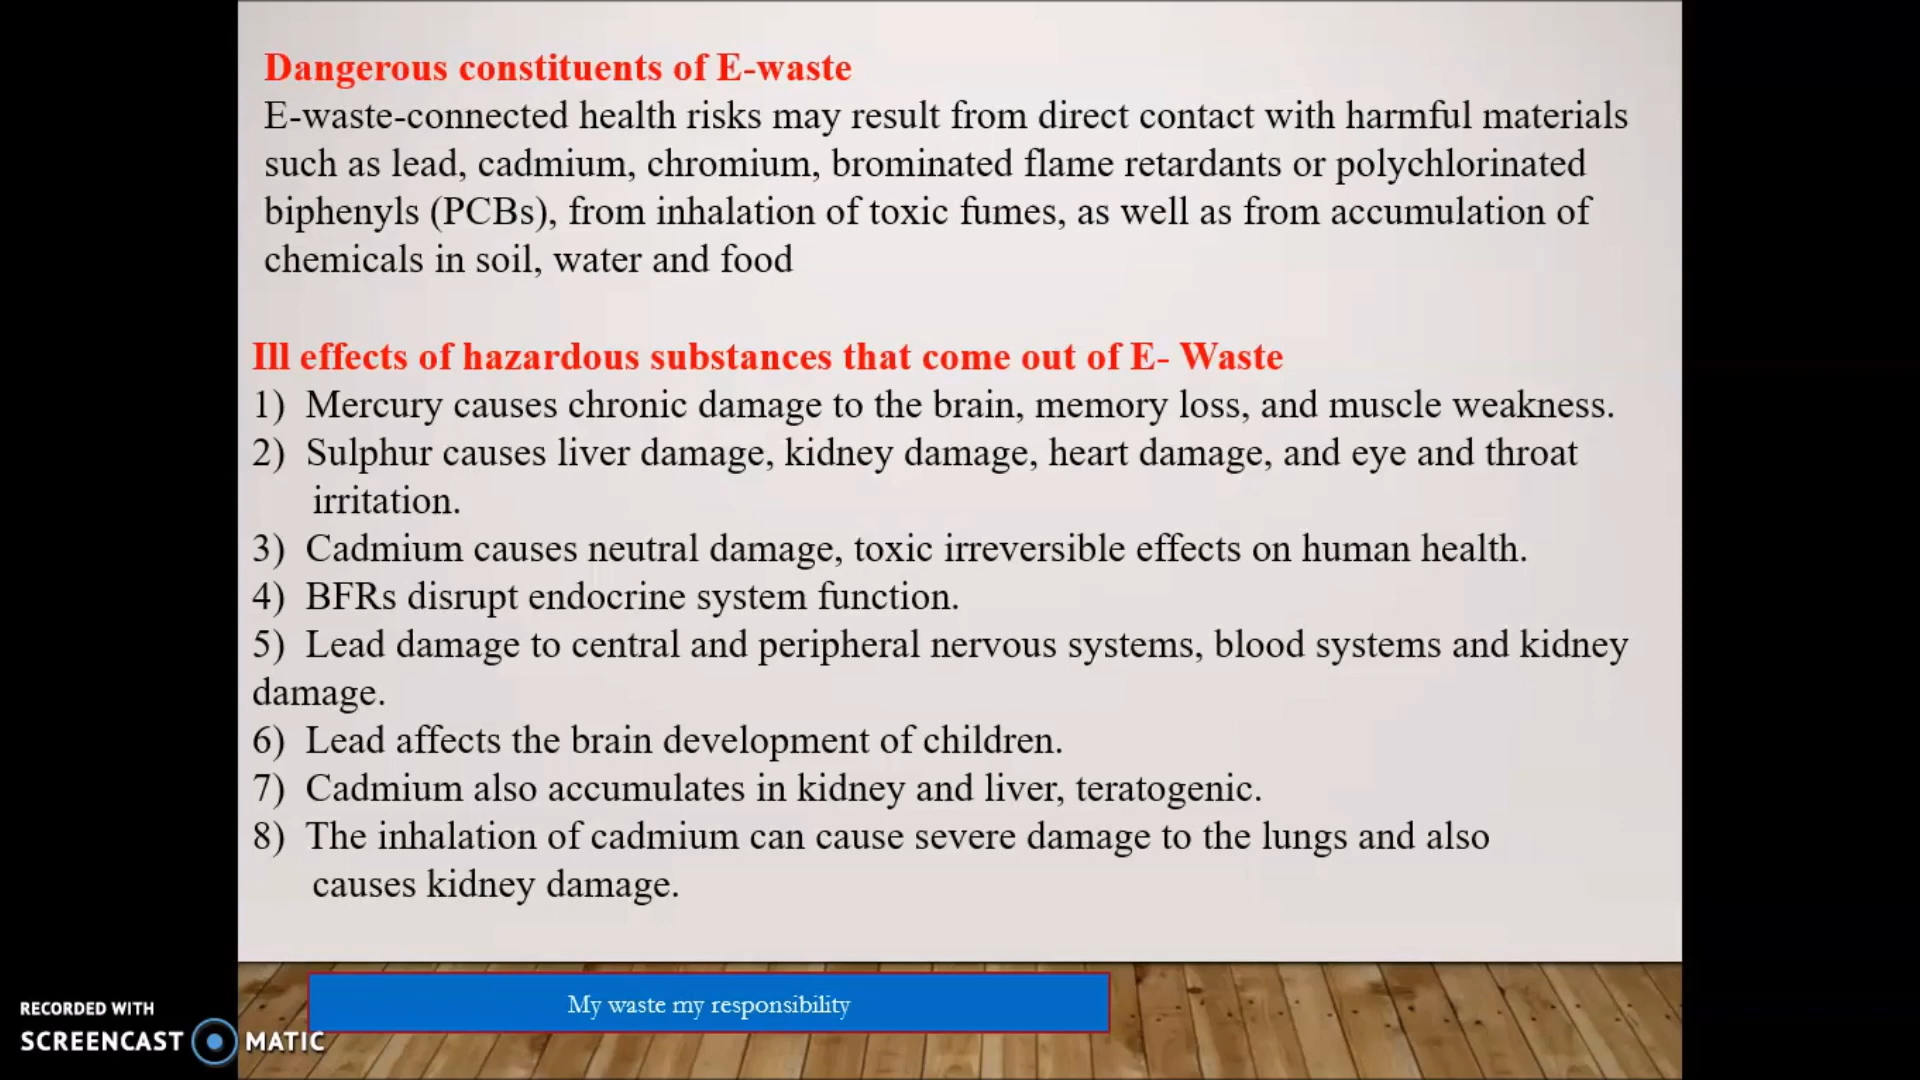 Dangerous constituents of E-waste
E-waste-connected health risks may result from direct contact with harmful materials
such as lead, cadmium, chromium, brominated flame retardants or polychlorinated
biphenyls (PCBs), from inhalation of toxic fumes, as well as from accumulation of
chemicals in soil, water and food
Ill effects of hazardous substances that come out of E- Waste
1) Mercury causes chronic damage to the brain, memory loss, and muscle weakness.
2) Sulphur causes liver damage, kidney damage, heart damage, and eye and throat
irritation.
3) Cadmium causes neutral damage, toxic irreversible effects on human health.
4) BFRs disrupt endocrine system function.
5) Lead damage to central and peripheral nervous systems, blood systems and kidney
damage.
6) Lead affects the brain development of children.
7) Cadmium also accumulates in kidney and liver, teratogenic.
8) The inhalation of cadmium can cause severe damage to the lungs and also
causes kidney damage.
My waste my responsibility
RECORDED WITH
SCREENCAST MATIC